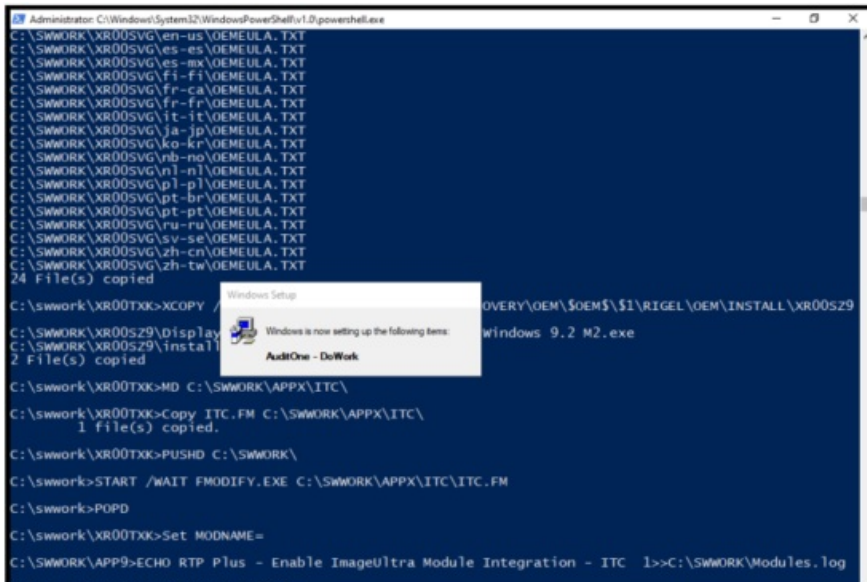 Administrator: C:\Windows\System32\WindowsPowerShell\v1.0\powershell.exe
C:\SWWORK\XR00SVG\en-us\OEMEULA.TXT
C:\SWWORK\XR00SVG\es-es\OEMEULA.TXT
C:\SWWORK\XR00SVG\es-mx\OEMEULA.TXT
C:\SWWORK\XR00SVG\fi-fi\OEMEULA.TXT
C:\SWWORK\XR00SVG\fr-ca\OEMEULA.TXT
C:\SWWORK\XR00SVG\fr-fr\OEMEULA.TXT
C:\SWWORK\XR00SVG\it-it\OEMEULA.TXT
C:\SWWORK\XR00SVG\ja-jp\OEMEULA.TXT
C:\SWWORK\XR00SVG\ko-kr\OEMEULA.TXT
C:\SWWORK\XR00SVG\nb-no\OEMEULA.TXT
C:\SWWORK\XR00SVG\nl-nl\OEMEULA.TXT
C:\SWWORK\XR00SVG\pl-pl\OEMEULA.TXT
C:\SWWORK\XR00SVG\pt-br\OEMEULA.TXT
C:\SWWORK\XR00SVG\pt-pt\OEMEULA.TXT
C:\SWWORK\XR00SVG\ru-ru\OEMEULA.TXT
C:\SWWORK\XR00SVG\sv-se\OEMEULA.TXT
C:\SWWORK\XR00SVG\zh-cn\OEMEULA.TXT
C:\SWWORK\XR00SVG\zh-tw\OEMEULA.TXT
24 File(s) copied
C:\swwork\XR00TXK>XCOPY / OVERY\OEM\$OEM$\$1\RIGEL\OEM\INSTALL\XR00S29
C:\SWWORK\XR00S29\Display Windows 9.2 M2.exe
C:\SWWORK\XR00S29\install
2 File(s) copied
Windows Setup
Windows is now setting up the following items:
AuditOne - DoWork
C:\swwork\XR00TXK>MD C:\SWWORK\APPX\ITC\
C:\swwork\XR00TXK>Copy ITC.FM C:\SWWORK\APPX\ITC\
1 file(s) copied.
C:\swwork\XR00TXK>PUSHD C:\SWWORK\
C:\swwork>START /WAIT FMODIFY.EXE C:\SWWORK\APPX\ITC\ITC.FM
C:\swwork>POPD
C:\swwork\XR00TXK>Set MODNAME=
C:\SWWORK\APP9>ECHO RTP Plus - Enable ImageUltra Module Integration - ITC 1>>C:\SWWORK\Modules.log